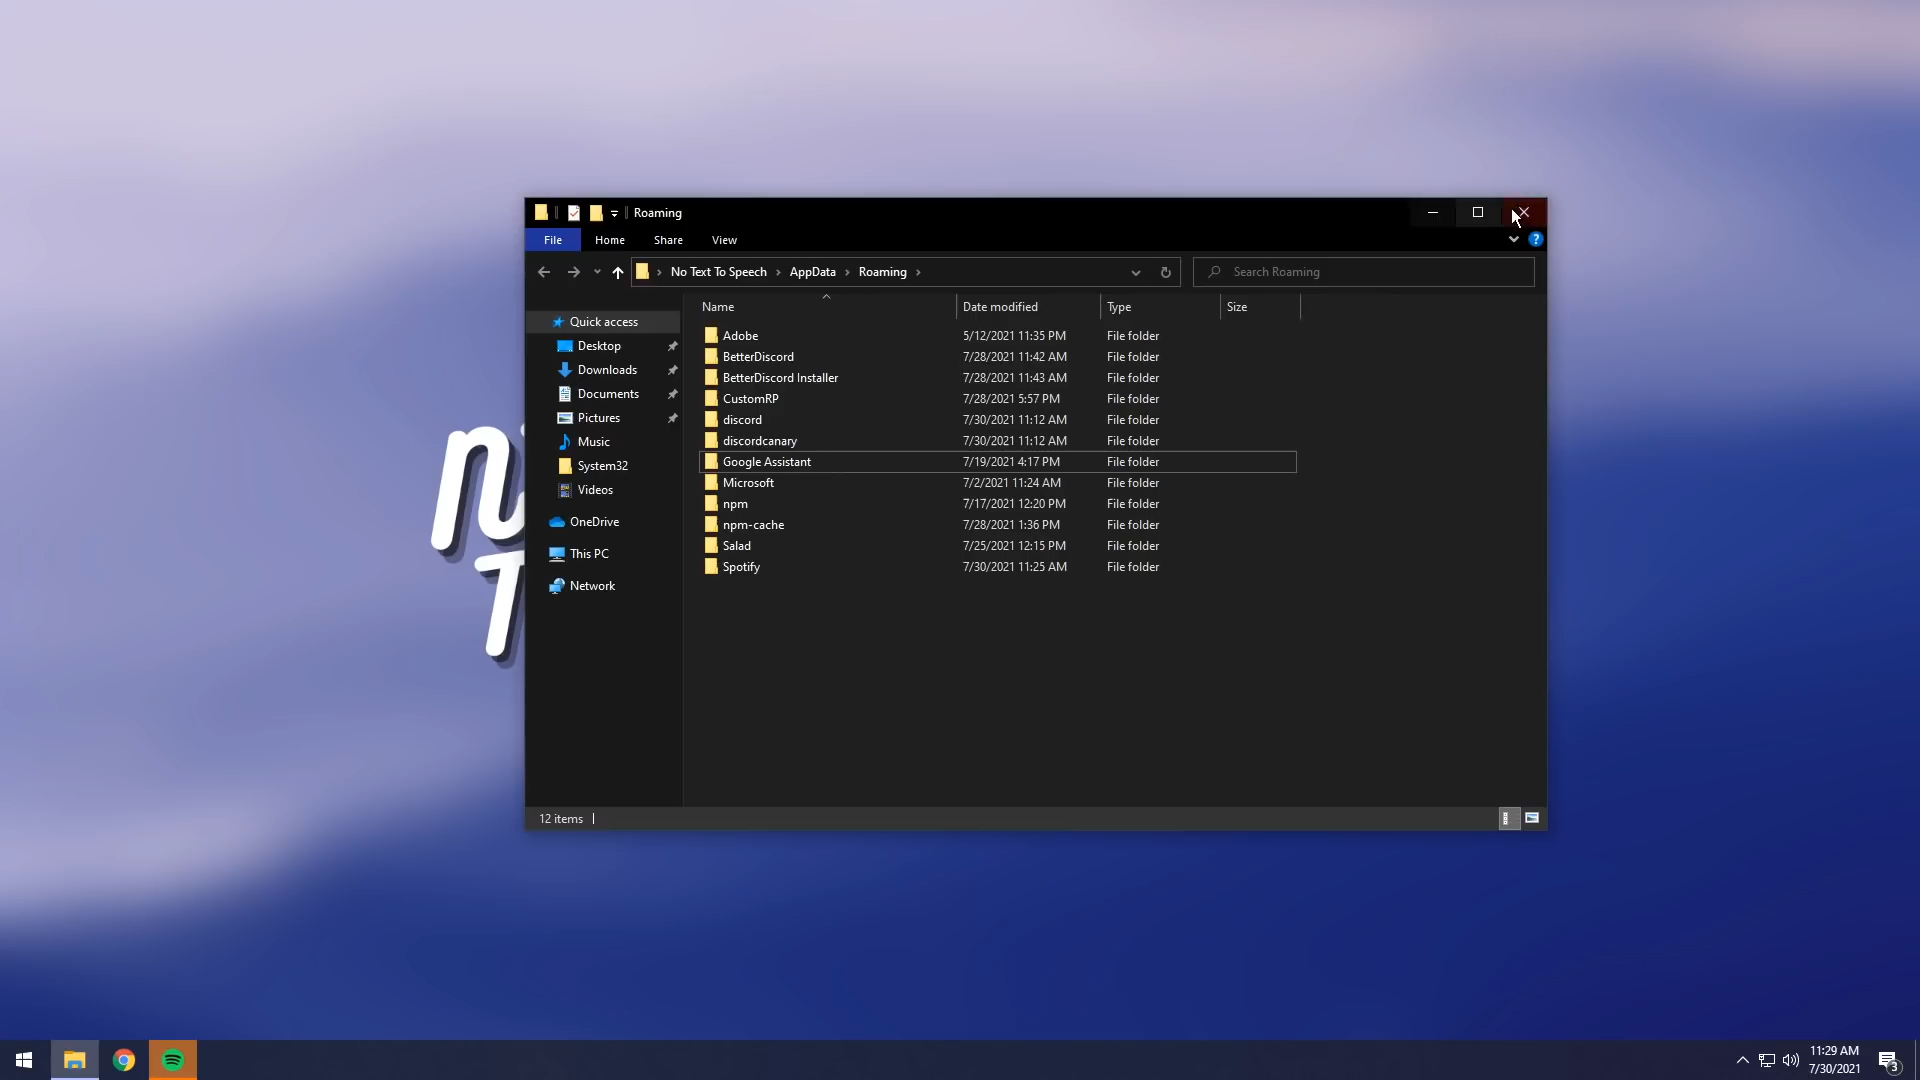 Roaming
File Home Share View
No Text To Speech AppData Roaming Search Roaming
Name Date modified Type Size
Quick access
Desktop
Downloads
Documents
Pictures
Music
System32
Videos
OneDrive
This PC
Network
Adobe 5/12/2021 11:35 PM File folder
BetterDiscord 7/28/2021 11:42 AM File folder
BetterDiscord Installer 7/28/2021 11:43 AM File folder
CustomRP 7/28/2021 5:57 PM File folder
discord 7/30/2021 11:12 AM File folder
discordcanary 7/30/2021 11:12 AM File folder
Google Assistant 7/19/2021 4:17 PM File folder
Microsoft 7/2/2021 11:24 AM File folder
npm 7/17/2021 12:20 PM File folder
npm-cache 7/28/2021 1:36 PM File folder
Salad 7/25/2021 12:15 PM File folder
Spotify 7/30/2021 11:25 AM File folder
12 items
11:29 AM
7/30/2021
3